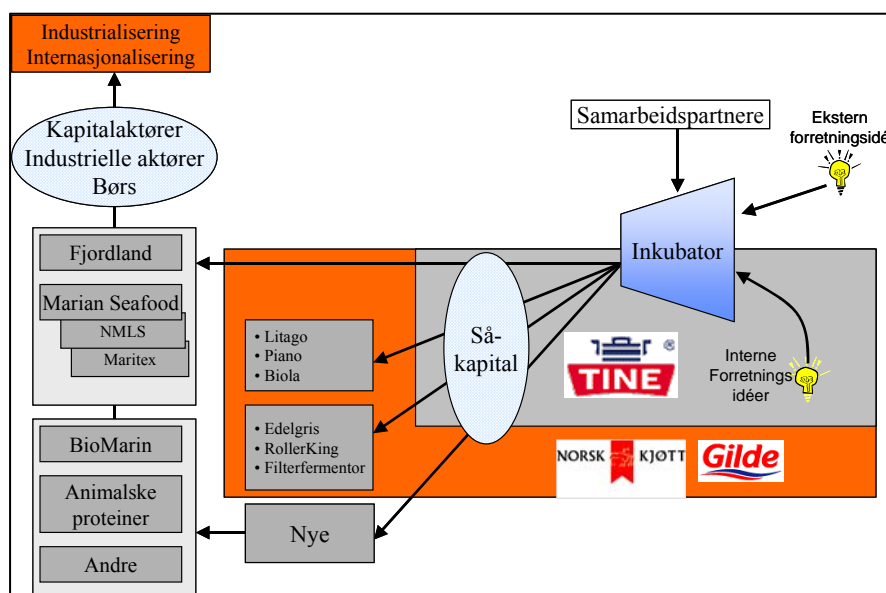 Industrialisering
Internasjonalisering
Kapitalaktører
Industrielle aktører
Børs
Samarbeidspartnere
Ekstern
forretningsidé
Inkubator
Fjordland
Marian Seafood
NMLS
Maritex
• Litago
• Piano
• Biola
Så-
kapital
TINE ®
Interne
Forretnings
idéer
• Edelgris
• RollerKing
• Filterfermentor
NORSK KJØTT
Gilde
BioMarin
Animalske
proteiner
Andre
Nye